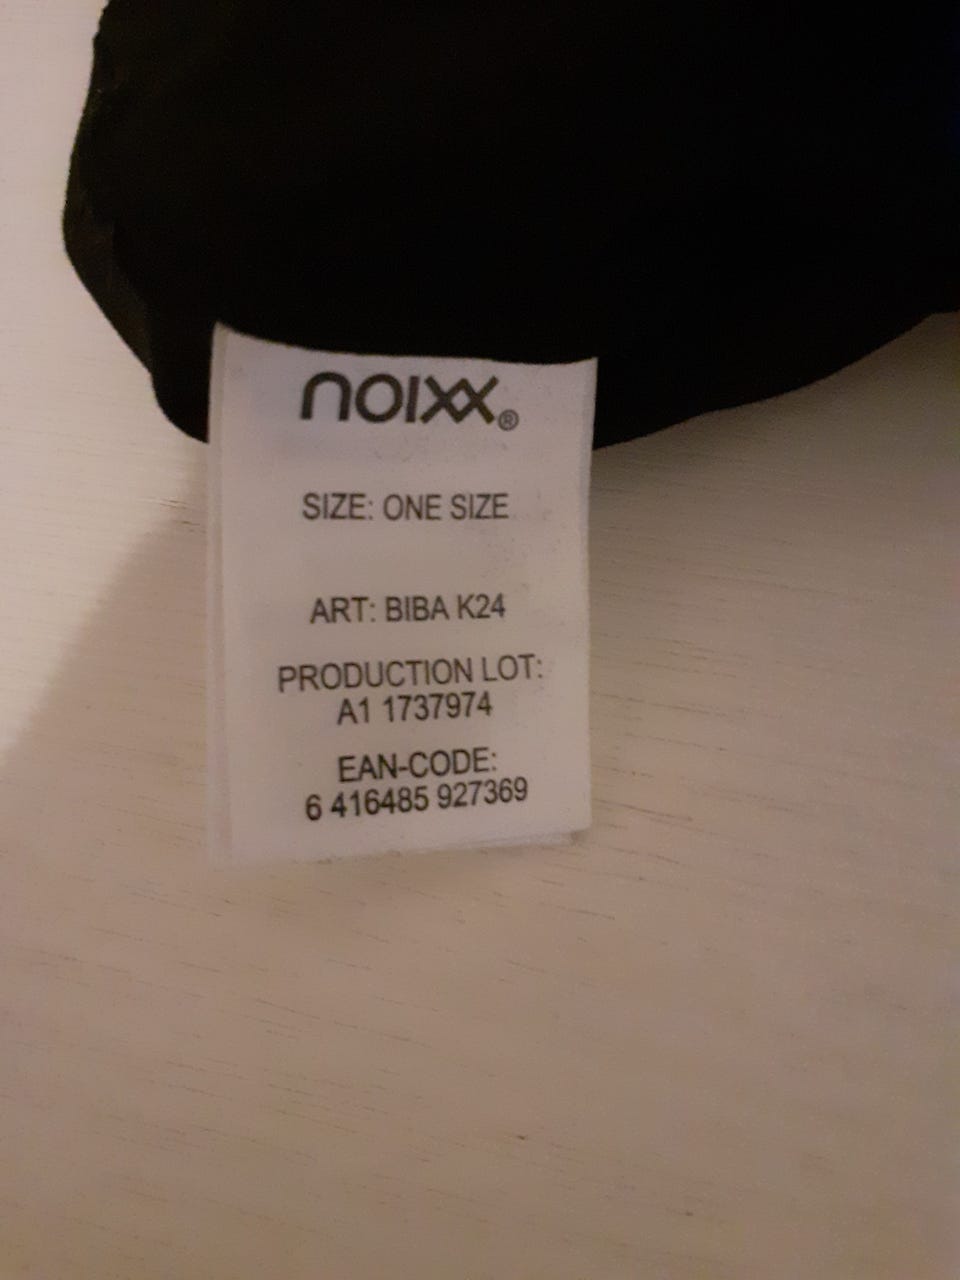 noixx®
SIZE: ONE SIZE
ART: BIBA K24
PRODUCTION LOT:
A1 1737974
EAN-CODE:
6 416485 927369